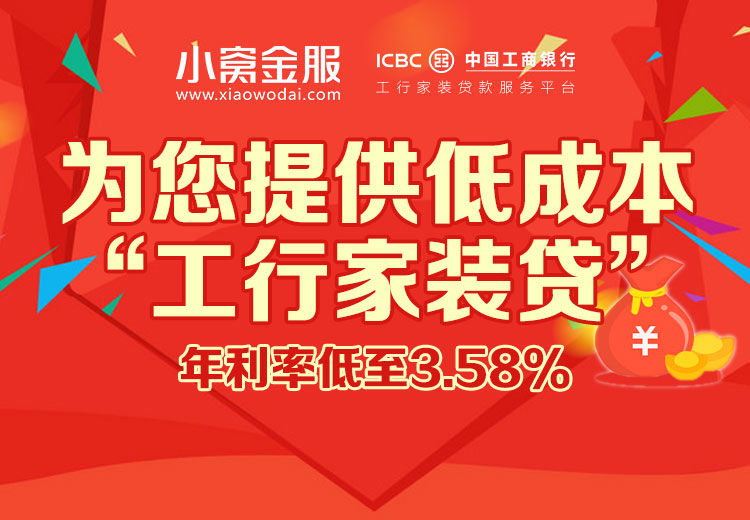 小窝金服
www.xiaowodai.com
ICBC 中国工商银行
工行家装贷款服务平台
为您提供低成本
“工行家装贷”
年利率低至3.58%
¥